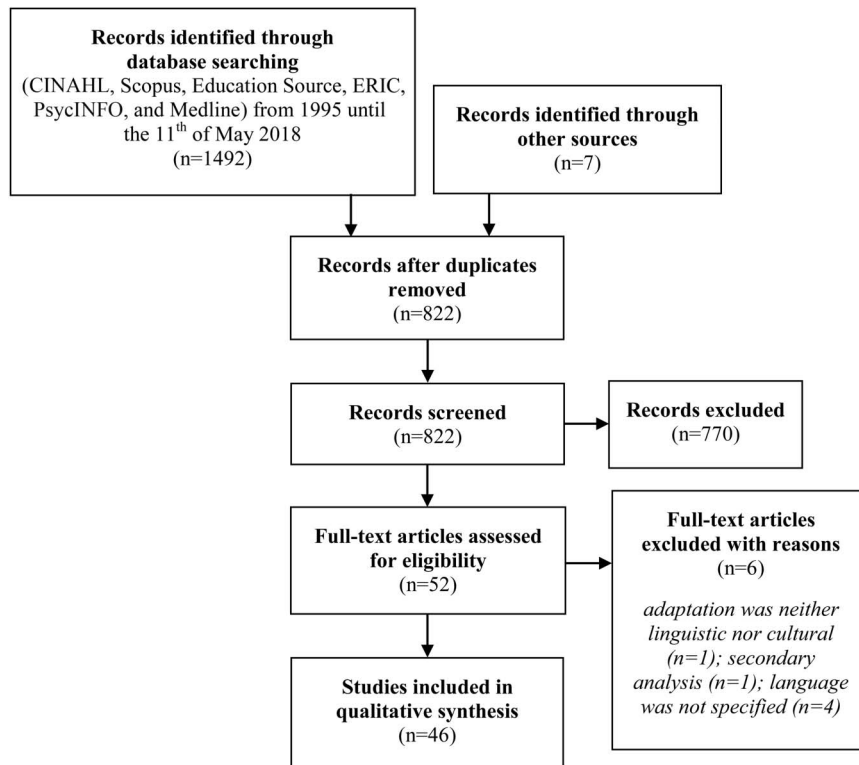 Records identified through
database searching
(CINAHL, Scopus, Education Source, ERIC,
PsycINFO, and Medline) from 1995 until
the 11th of May 2018
(n=1492)
Records identified through
other sources
(n=7)
Records after duplicates
removed
(n=822)
Records screened
(n=822)
Records excluded
(n=770)
Full-text articles assessed
for eligibility
(n=52)
Full-text articles
excluded with reasons
(n=6)
adaptation was neither
linguistic nor cultural
(n=1); secondary
analysis (n=1); language
was not specified (n=4)
Studies included in
qualitative synthesis
(n=46)